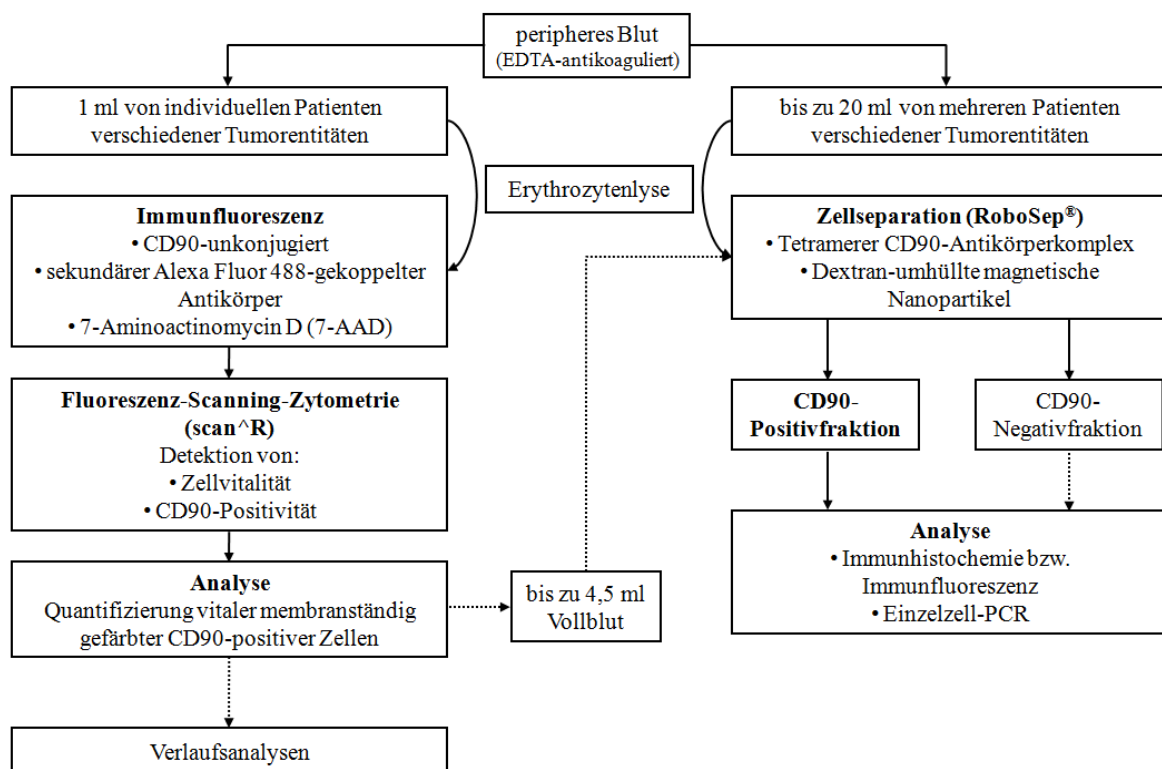 peripheres Blut
(EDTA-antikoaguliert)
1 ml von individuellen Patienten
verschiedener Tumorentitäten
bis zu 20 ml von mehreren Patienten
verschiedener Tumorentitäten
Erythrozytenlyse
Immunfluoreszenz
• CD90-unkonjugiert
• sekundärer Alexa Fluor 488-gekoppelter
Antikörper
• 7-Aminoactinomycin D (7-AAD)
Zellseparation (RoboSep®)
• Tetramerer CD90-Antikörperkomplex
• Dextran-umhüllte magnetische
Nanopartikel
Fluoreszenz-Scanning-Zytometrie
(scan^R)
Detektion von:
• Zellvitalität
• CD90-Positivität
CD90-
Positivfraktion
CD90-
Negativfraktion
Analyse
Quantifizierung vitaler membranständig
gefärbter CD90-positiver Zellen
bis zu 4,5 ml
Vollblut
Analyse
• Immunhistochemie bzw.
Immunfluoreszenz
• Einzelzell-PCR
Verlaufsanalysen